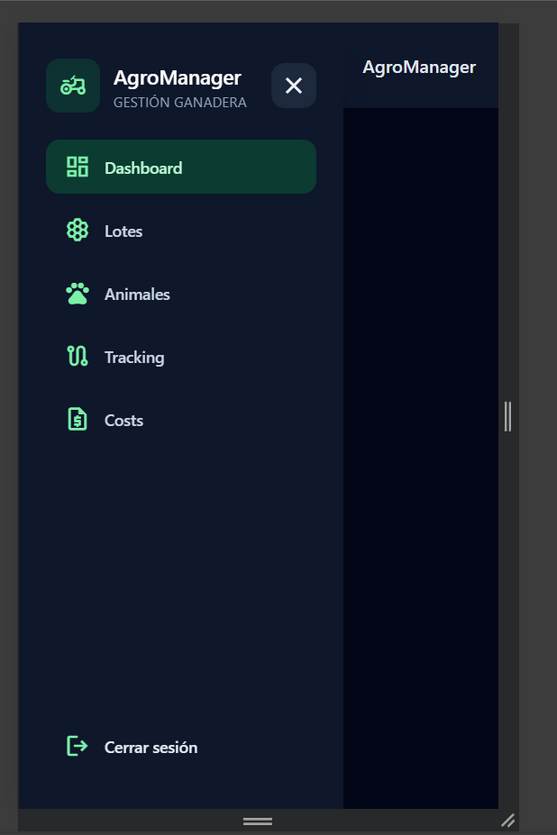 AgroManager
GESTIÓN GANADERA
AgroManager
Dashboard
Lotes
Animales
Tracking
Costs
Cerrar sesión